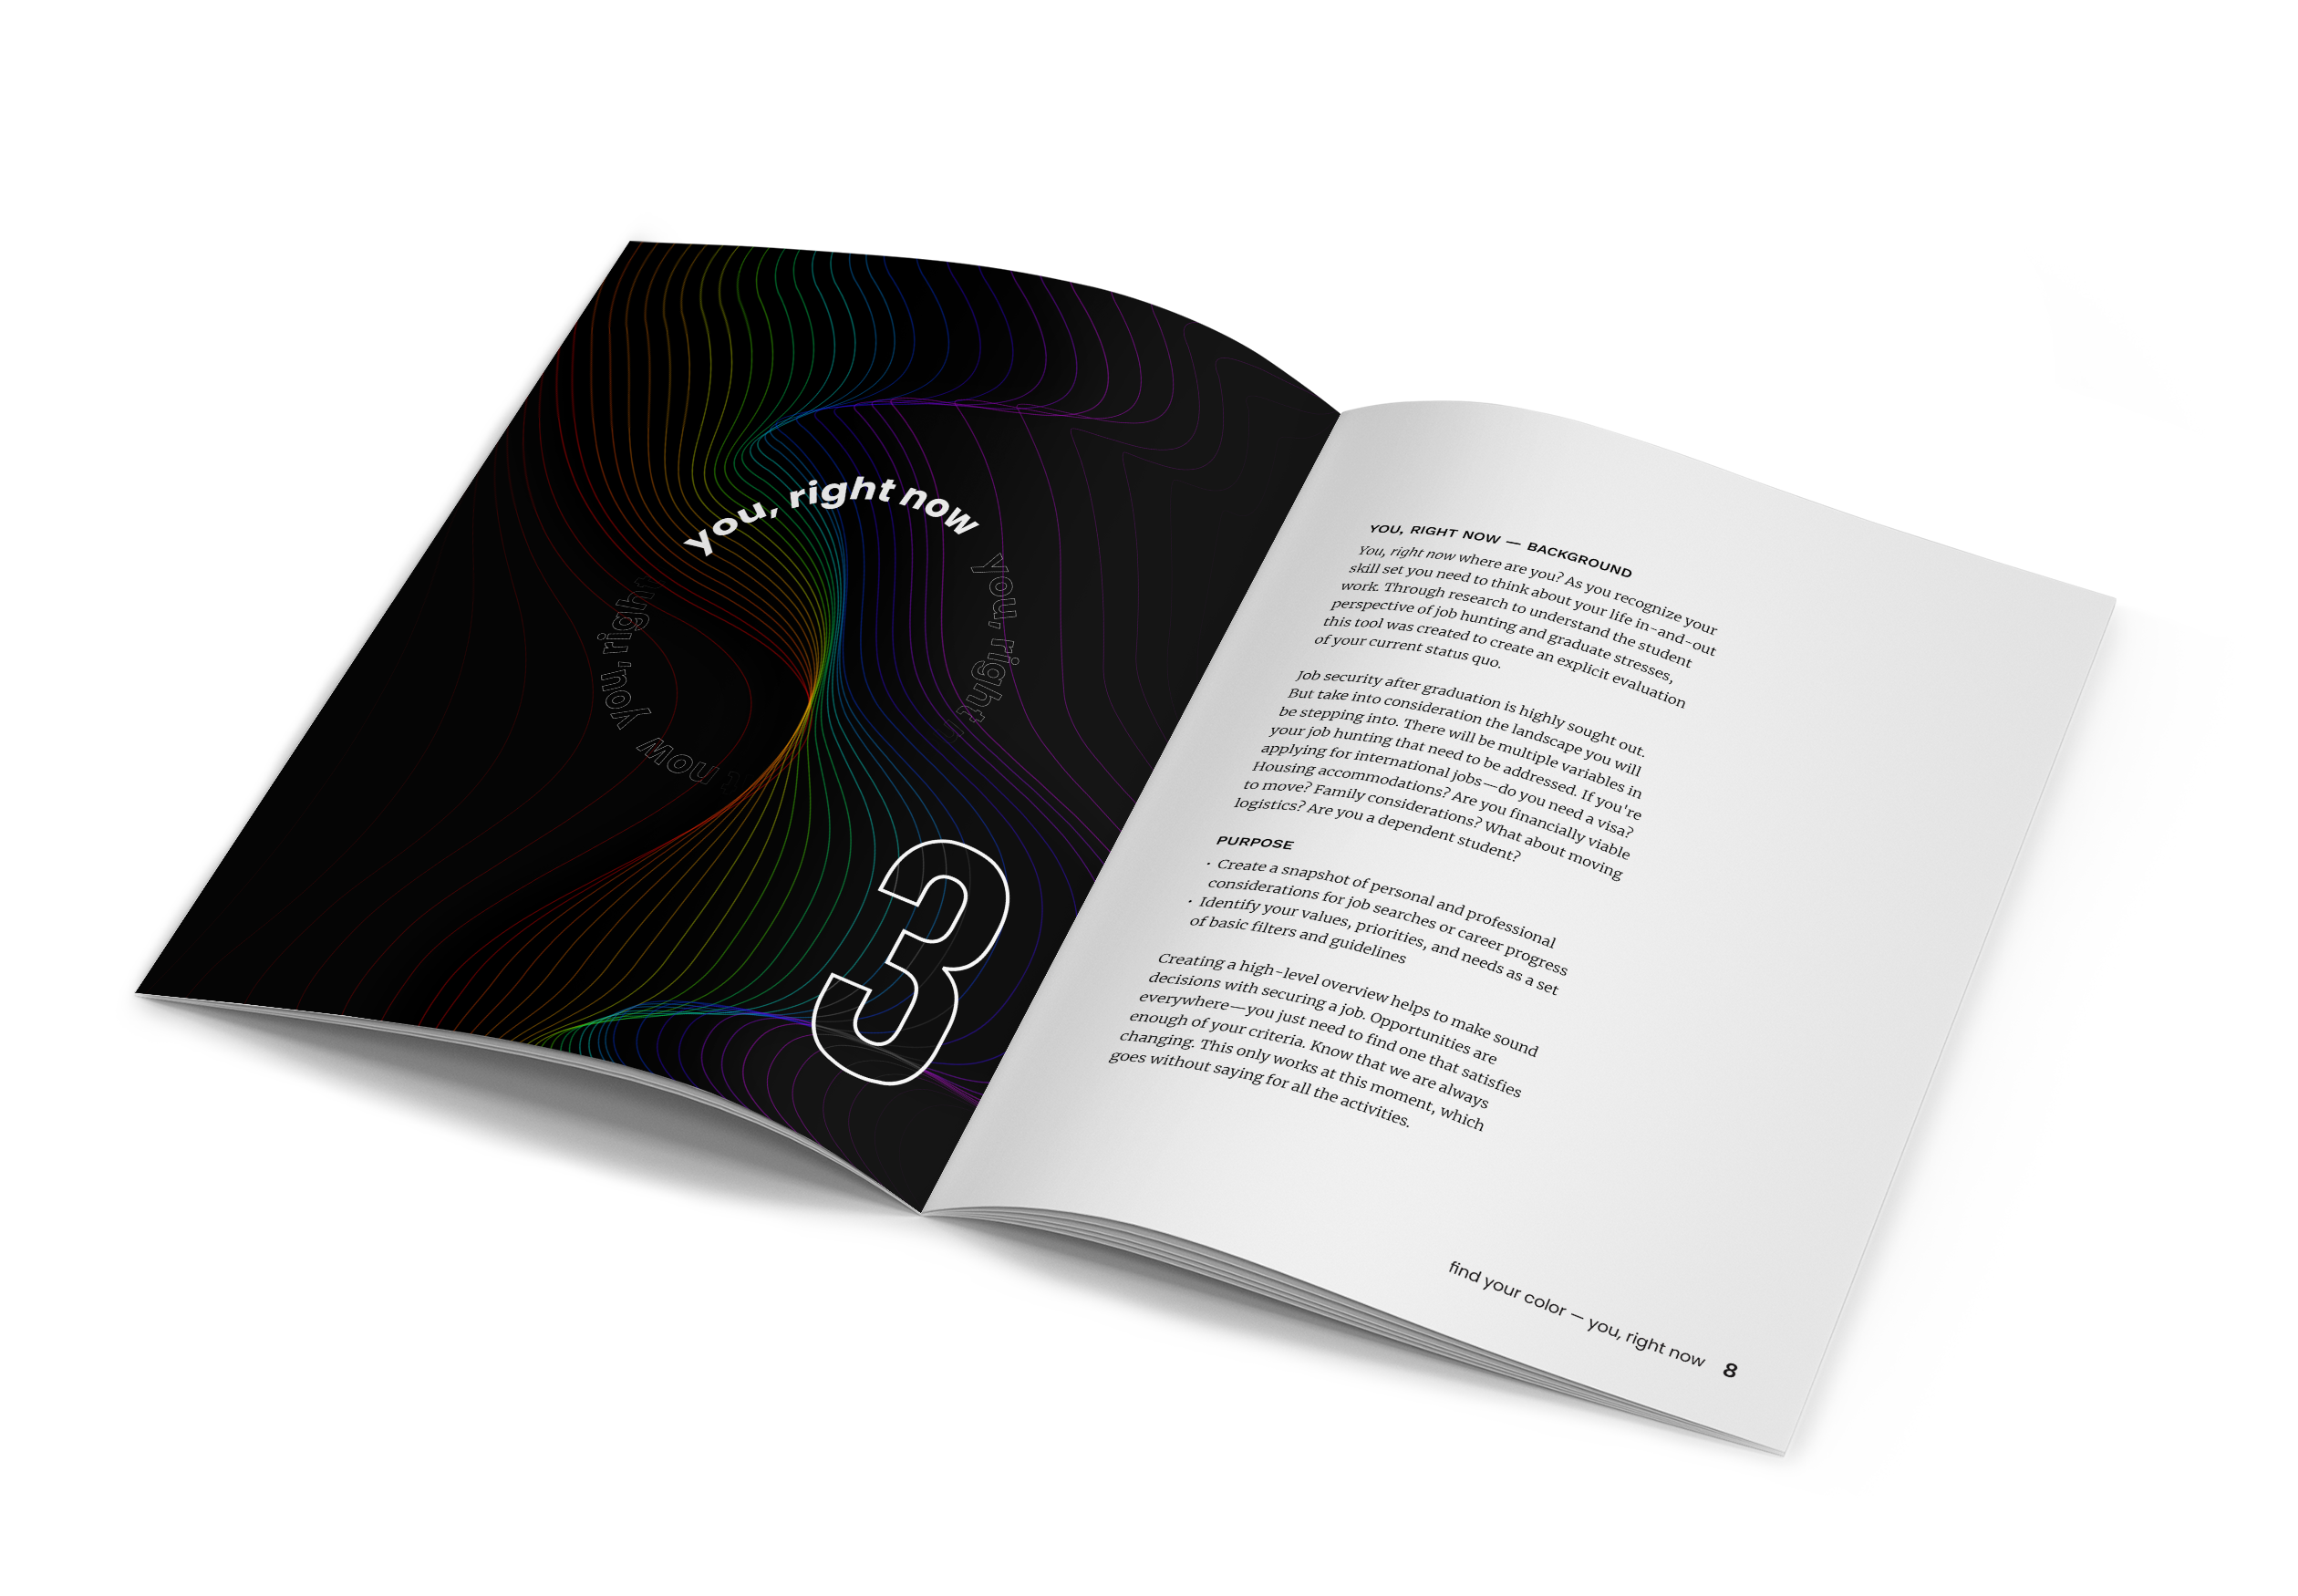 you, right now
you, right n
t now
you, righ
3
YOU, RIGHT NOW — BACKGROUND
You, right now where are you? As you recognize your
skill set you need to think about your life in-and-out
work. Through research to understand the student
perspective of job hunting and graduate stresses,
this tool was created to create an explicit evaluation
of your current status quo.
Job security after graduation is highly sought out.
But take into consideration the landscape you will
be stepping into. There will be multiple variables in
your job hunting that need to be addressed. If you're
applying for international jobs—do you need a visa?
Housing accommodations? Are you financially viable
to move? Family considerations? What about moving
logistics? Are you a dependent student?
PURPOSE
· Create a snapshot of personal and professional
considerations for job searches or career progress
· Identify your values, priorities, and needs as a set
of basic filters and guidelines
Creating a high-level overview helps to make sound
decisions with securing a job. Opportunities are
everywhere—you just need to find one that satisfies
enough of your criteria. Know that we are always
changing. This only works at this moment, which
goes without saying for all the activities.
find your color — you, right now 8